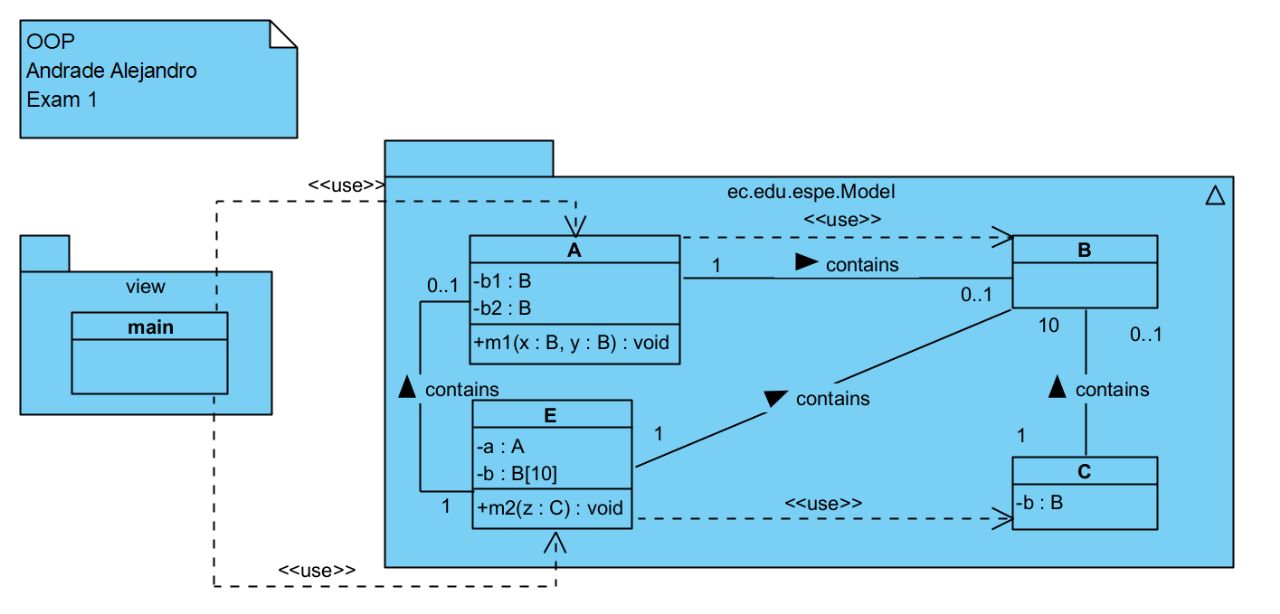 OOP
Andrade Alejandro
Exam 1
<<use>>
ec.edu.espe.Model
<<use>>
view
main
A
-b1 : B
-b2 : B
+m1(x : B, y : B) : void
B
1
contains
0..1
0..1
10
0..1
contains
contains
contains
E
-a : A
-b : B[10]
+m2(z : C) : void
1
1
1
C
-b : B
<<use>>
<<use>>